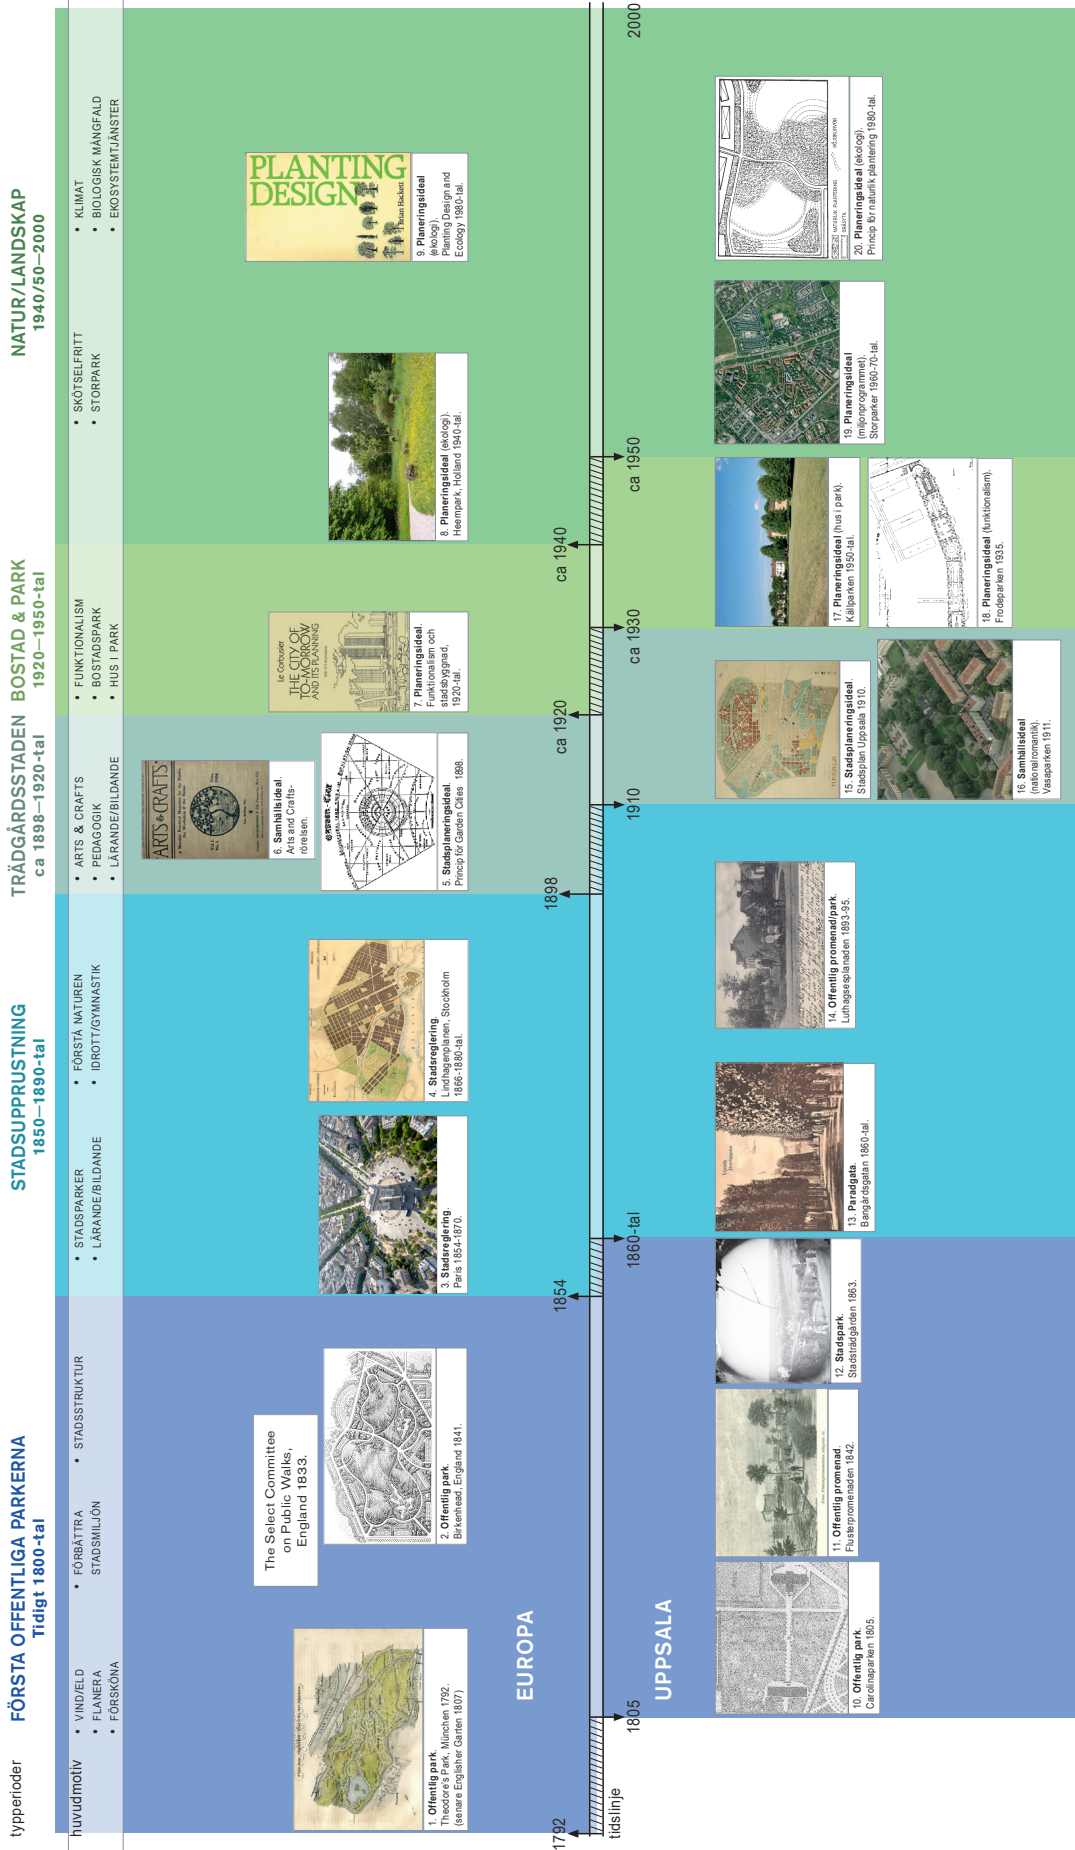 typperioder
FÖRSTA OFFENTLIGA PARKERNA
Tidigt 1800-tal
STADSUPPRUSTNING
1850–1890-tal
TRÄDGÅRDSSTADEN
ca 1898–1920-tal
BOSTAD & PARK
1920–1950-tal
NATUR/LANDSKAP
1940/50–2000
huvudmotiv
• VIND/ELD
• FLANERA
• FÖRSKÖNA
• FÖRBÄTTRA
STADSMILJÖN
• STADSSTRUKTUR
• STADSPARKER
• LÄRANDE/BILDANDE
• FÖRSTÅ NATUREN
• IDROTT/GYMNASTIK
• ARTS & CRAFTS
• PEDAGOGIK
• LÄRANDE/BILDANDE
• FUNKTIONALISM
• BOSTADSPARK
• HUS I PARK
• SKÖTSELFRITT
• STORPARK
• KLIMAT
• BIOLOGISK MÅNGFALD
• EKOSYSTEMTJÄNSTER
1. Offentlig park.
Theodore's Park, München 1792.
(senare Englisher Garten 1807)
The Select Committee
on Public Walks,
England 1833.
2. Offentlig park.
Birkenhead, England 1841.
3. Stadsreglering.
Paris 1854-1870.
4. Stadsreglering.
Lindhagenplanen, Stockholm
1866-1880-tal.
ARTS & CRAFTS
6. Samhällsideal.
Arts and Crafts-
rörelsen.
GARDEN-CITY
5. Stadsplaneringsideal.
Princip för Garden Cities 1898.
Le Corbusier
THE CITY OF
TO-MORROW
AND ITS PLANNING
7. Planeringsideal.
Funktionalism och
stadsbyggnad,
1920-tal.
8. Planeringsideal (ekologi).
Heempark, Holland 1940-tal.
PLANTING
DESIGN
Brian Hackett
9. Planeringsideal
(ekologi).
Planting Design and
Ecology 1980-tal.
EUROPA
1792
1854
1898
ca 1920
ca 1940
tidslinje
1805
1860-tal
1910
ca 1930
ca 1950
2000
UPPSALA
10. Offentlig park.
Carolinaparken 1805.
11. Offentlig promenad.
Flusterpromenaden 1842.
12. Stadspark.
Stadsträdgården 1863.
13. Paradgata.
Bangårdsgatan 1860-tal.
14. Offentlig promenad/park.
Luthagsesplanaden 1893-95.
15. Stadsplaneringsideal.
Stadsplan Uppsala 1910.
16. Samhällsideal
(nationalromantik).
Vasaparken 1911.
17. Planeringsideal (hus i park).
Källparken 1950-tal.
18. Planeringsideal (funktionalism).
Frodeparken 1935.
19. Planeringsideal
(miljonprogrammet).
Storparker 1960-70-tal.
NATURLIK PLANTERING
GRÄSYTA
HÖJDKURVOR
20. Planeringsideal (ekologi).
Princip för naturlik plantering 1980-tal.